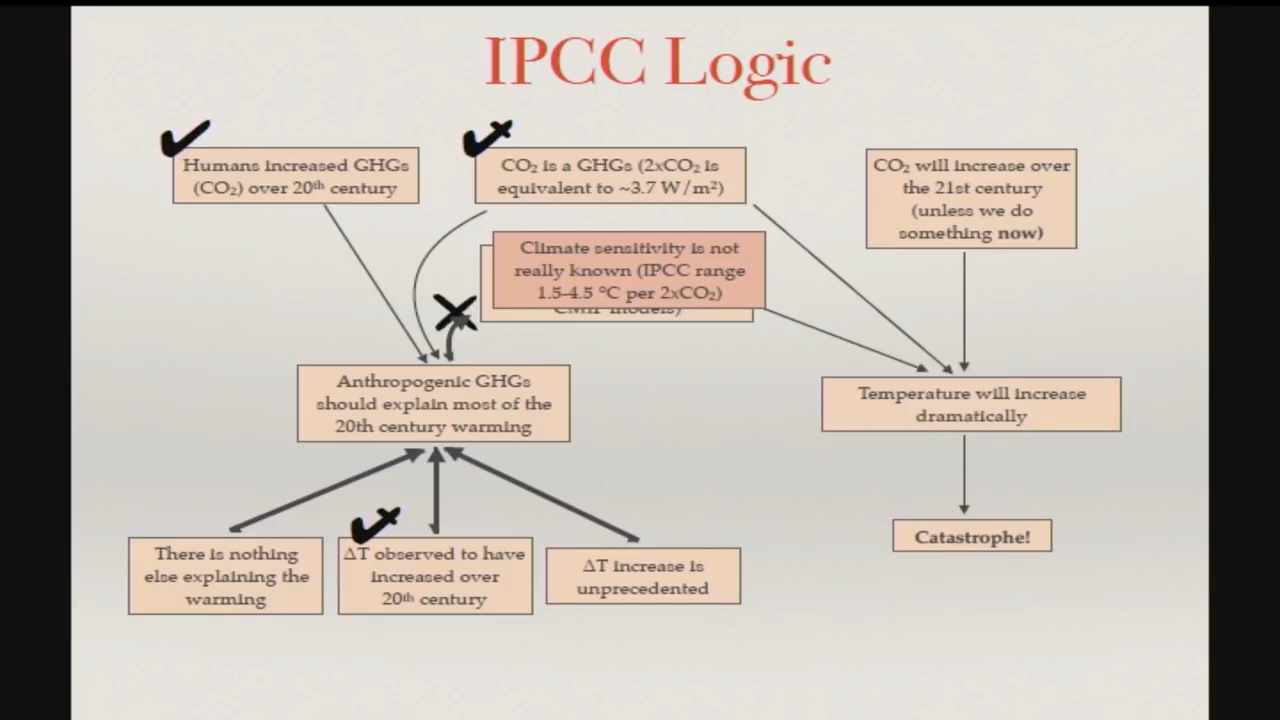 IPCC Logic
Humans increased GHGs
(CO₂) over 20th century
CO₂ is a GHGs (2xCO₂ is
equivalent to ~3.7 W/m²)
CO₂ will increase over
the 21st century
(unless we do
something now)
Climate sensitivity is not
really known (IPCC range
1.5-4.5 °C per 2xCO₂)
CMIP models)
Anthropogenic GHGs
should explain most of the
20th century warming
Temperature will increase
dramatically
There is nothing
else explaining the
warming
ΔT observed to have
increased over
20th century
ΔT increase is
unprecedented
Catastrophe!